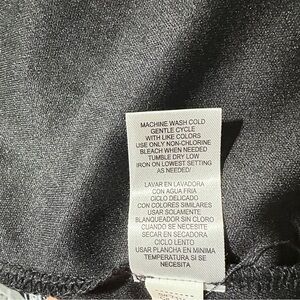 MACHINE WASH COLD
GENTLE CYCLE
WITH LIKE COLORS
USE ONLY NON-CHLORINE
BLEACH WHEN NEEDED
TUMBLE DRY LOW
IRON ON LOWEST SETTING
AS NEEDED/
LAVAR EN LAVADORA
CON AGUA FRIA
CICLO DELICADO
CON COLORES SIMILARES
USAR SOLAMENTE
BLANQUEADOR SIN CLORO
CUANDO SE NECESITE
SECAR EN SECADORA
CICLO LENTO
USAR PLANCHA EN MINIMA
TEMPERATURA SI SE
NECESITA